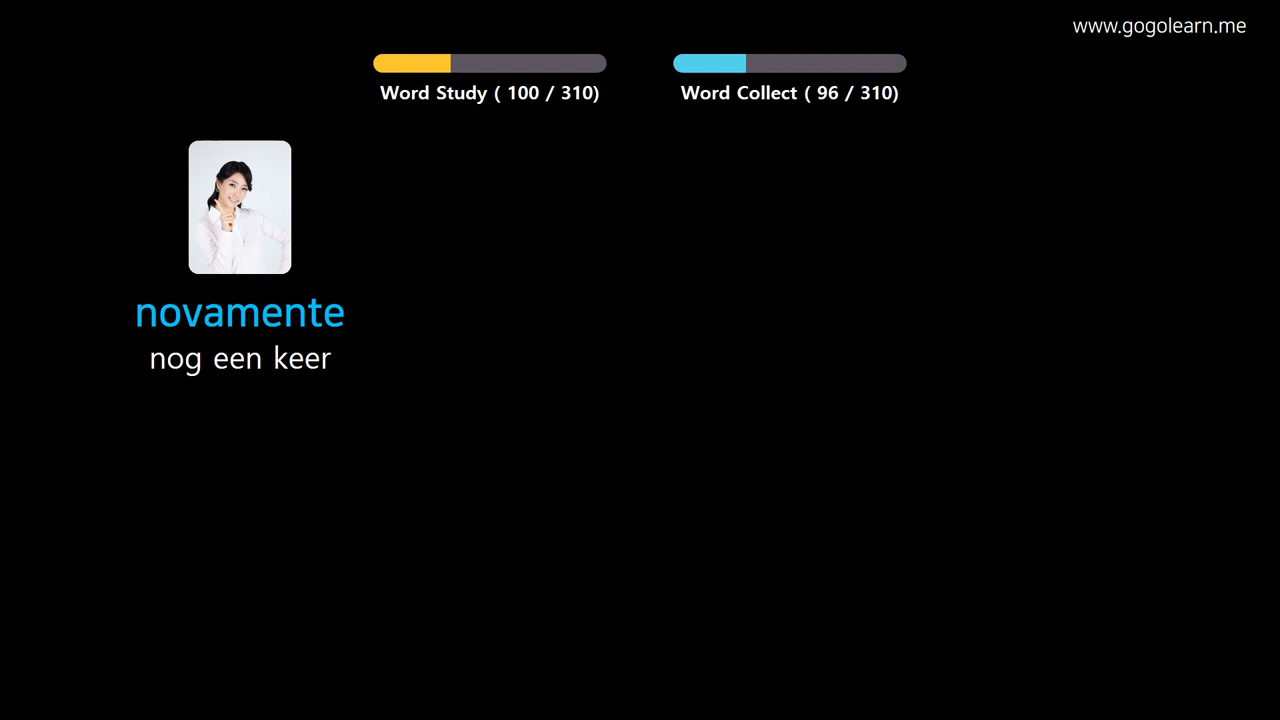 www.gogolearn.me
Word Study ( 100 / 310)
Word Collect ( 96 / 310)
novamente
nog een keer